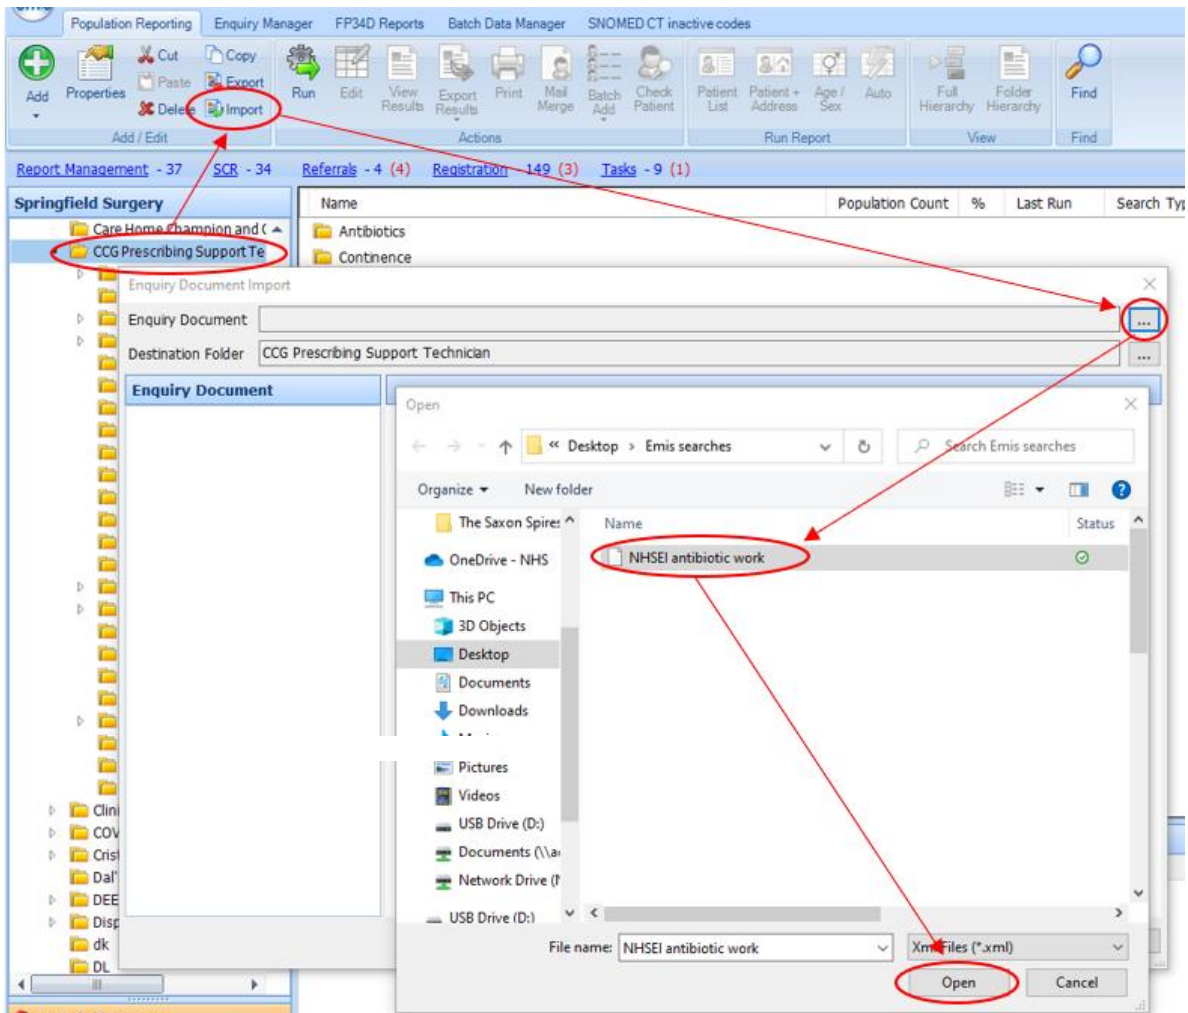 Population Reporting Enquiry Manager FP34D Reports Batch Data Manager SNOMED CT inactive codes
Add
Properties
Cut
Paste
Delete
Copy
Export
Import
Add / Edit
Run
Edit
View Results
Export Results
Print
Mail Merge
Batch Add
Check Patient
Actions
Patient List
Patient + Address
Age / Sex
Auto
Run Report
Full Hierarchy
Folder Hierarchy
View
Find
Find
Report Management - 37 SCR - 34 Referrals - 4 (4) Registration - 149 (3) Tasks - 9 (1)
Springfield Surgery
Care Home Champion and (
CCG Prescribing Support Te
Name Population Count % Last Run Search Typ
Antibiotics
Continence
Enquiry Document Import
Enquiry Document ...
Destination Folder CCG Prescribing Support Technician ...
Enquiry Document
Open
« Desktop > Emis searches
Search Emis searches
Organize New folder
The Saxon Spires
OneDrive - NHS
This PC
3D Objects
Desktop
Documents
Downloads
Pictures
Videos
USB Drive (D:)
Documents (\\a
Network Drive (
USB Drive (D:)
Name Status
NHSEI antibiotic work
File name: NHSEI antibiotic work
Xml Files (*.xml)
Open Cancel
Clini
COV
Crist
Dal'
DEE
Disp
dk
DL